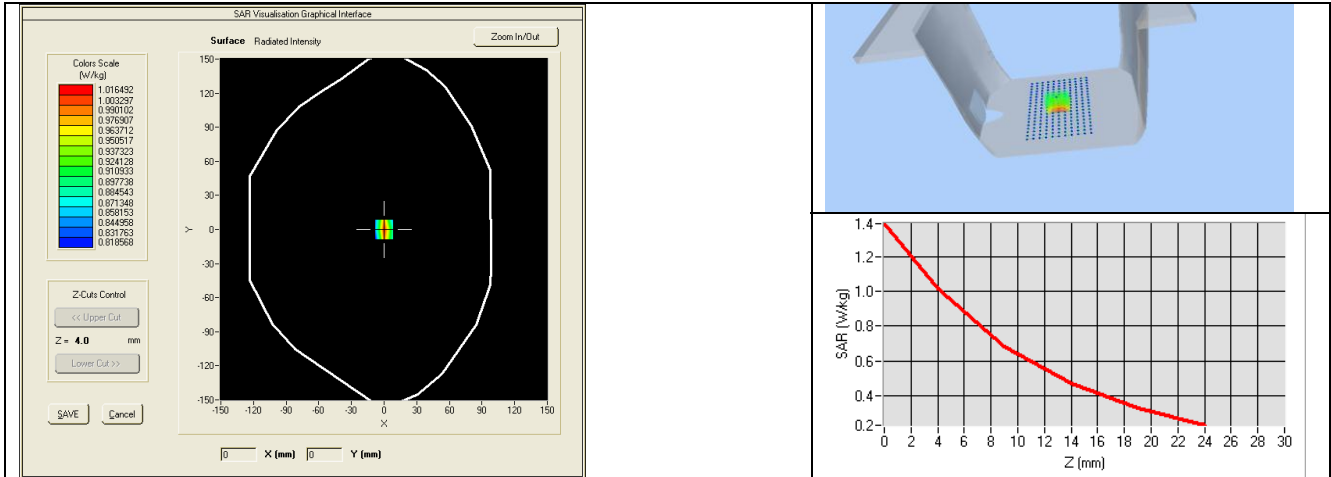 SAR Visualisation Graphical Interface
Surface Radiated Intensity
Zoom In/Out
Colors Scale
(W/kg)
1.016492
1.003297
0.990102
0.976907
0.963712
0.950517
0.937323
0.924128
0.910933
0.897738
0.884543
0.871348
0.858153
0.844958
0.831763
0.818568
Z-Cuts Control
<< Upper Cut
Z = 4.0 mm
Lower Cut >>
SAVE Cancel
150
120
90
60
30
0
-30
-60
-90
-120
-150
Y
-150 -120 -90 -60 -30 0 30 60 90 120 150
X
0 X (mm) 0 Y (mm)
1.4
1.2
1.0
0.8
0.6
0.4
0.2
SAR (W/kg)
0 2 4 6 8 10 12 14 16 18 20 22 24 26 28 30
Z (mm)